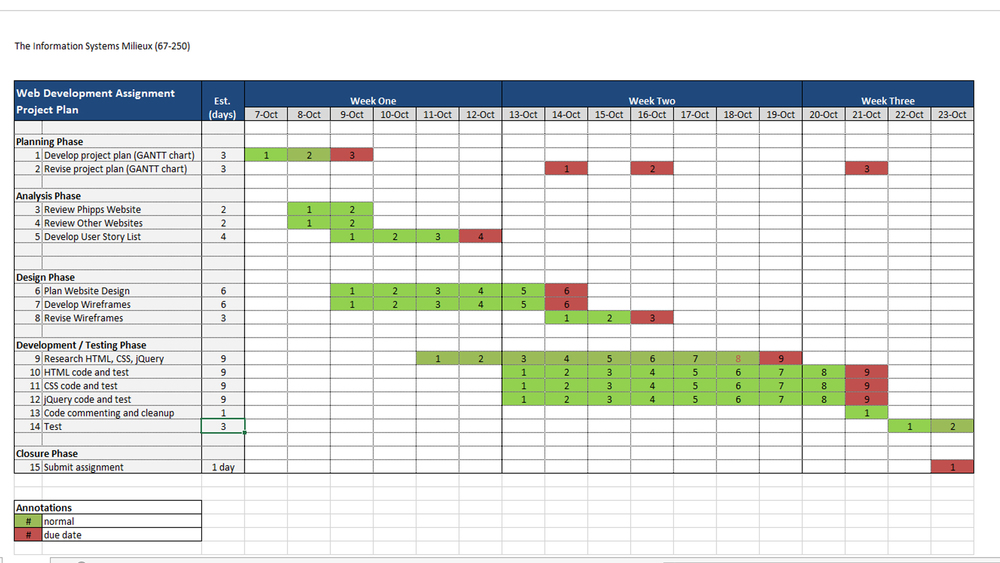 The Information Systems Milieux (67-250)
Web Development Assignment Project Plan Est. (days) Week One Week Two Week Three
7-Oct 8-Oct 9-Oct 10-Oct 11-Oct 12-Oct 13-Oct 14-Oct 15-Oct 16-Oct 17-Oct 18-Oct 19-Oct 20-Oct 21-Oct 22-Oct 23-Oct
Planning Phase
1 Develop project plan (GANTT chart) 3 1 2 3
2 Revise project plan (GANTT chart) 3 1 2 3
Analysis Phase
3 Review Phipps Website 2 1 2
4 Review Other Websites 2 1 2
5 Develop User Story List 4 1 2 3 4
Design Phase
6 Plan Website Design 6 1 2 3 4 5 6
7 Develop Wireframes 6 1 2 3 4 5 6
8 Revise Wireframes 3 1 2 3
Development / Testing Phase
9 Research HTML, CSS, jQuery 9 1 2 3 4 5 6 7 8 9
10 HTML code and test 9 1 2 3 4 5 6 7 8 9
11 CSS code and test 9 1 2 3 4 5 6 7 8 9
12 jQuery code and test 9 1 2 3 4 5 6 7 8 9
13 Code commenting and cleanup 1 1
14 Test 3 1 2
Closure Phase
15 Submit assignment 1 day 1
Annotations
# normal
# due date